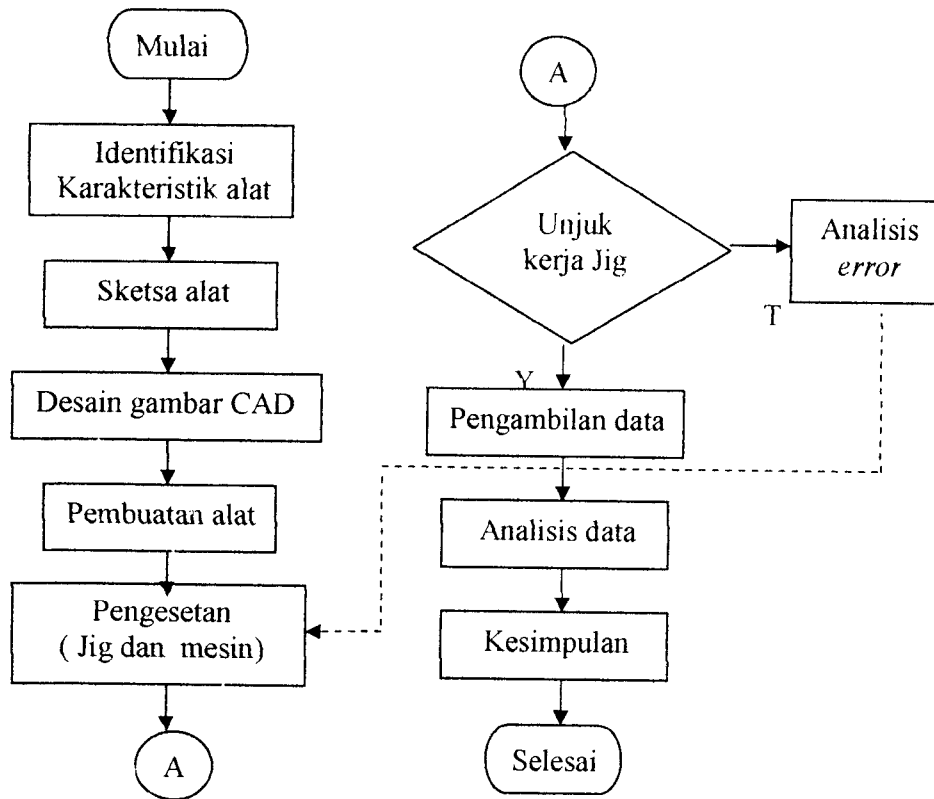 Mulai
Identifikasi
Karakteristik alat
Sketsa alat
Desain gambar CAD
Pembuatan alat
Pengesetan
( Jig dan mesin)
A
A
Unjuk
kerja Jig
Analisis
error
T
Y
Pengambilan data
Analisis data
Kesimpulan
Selesai